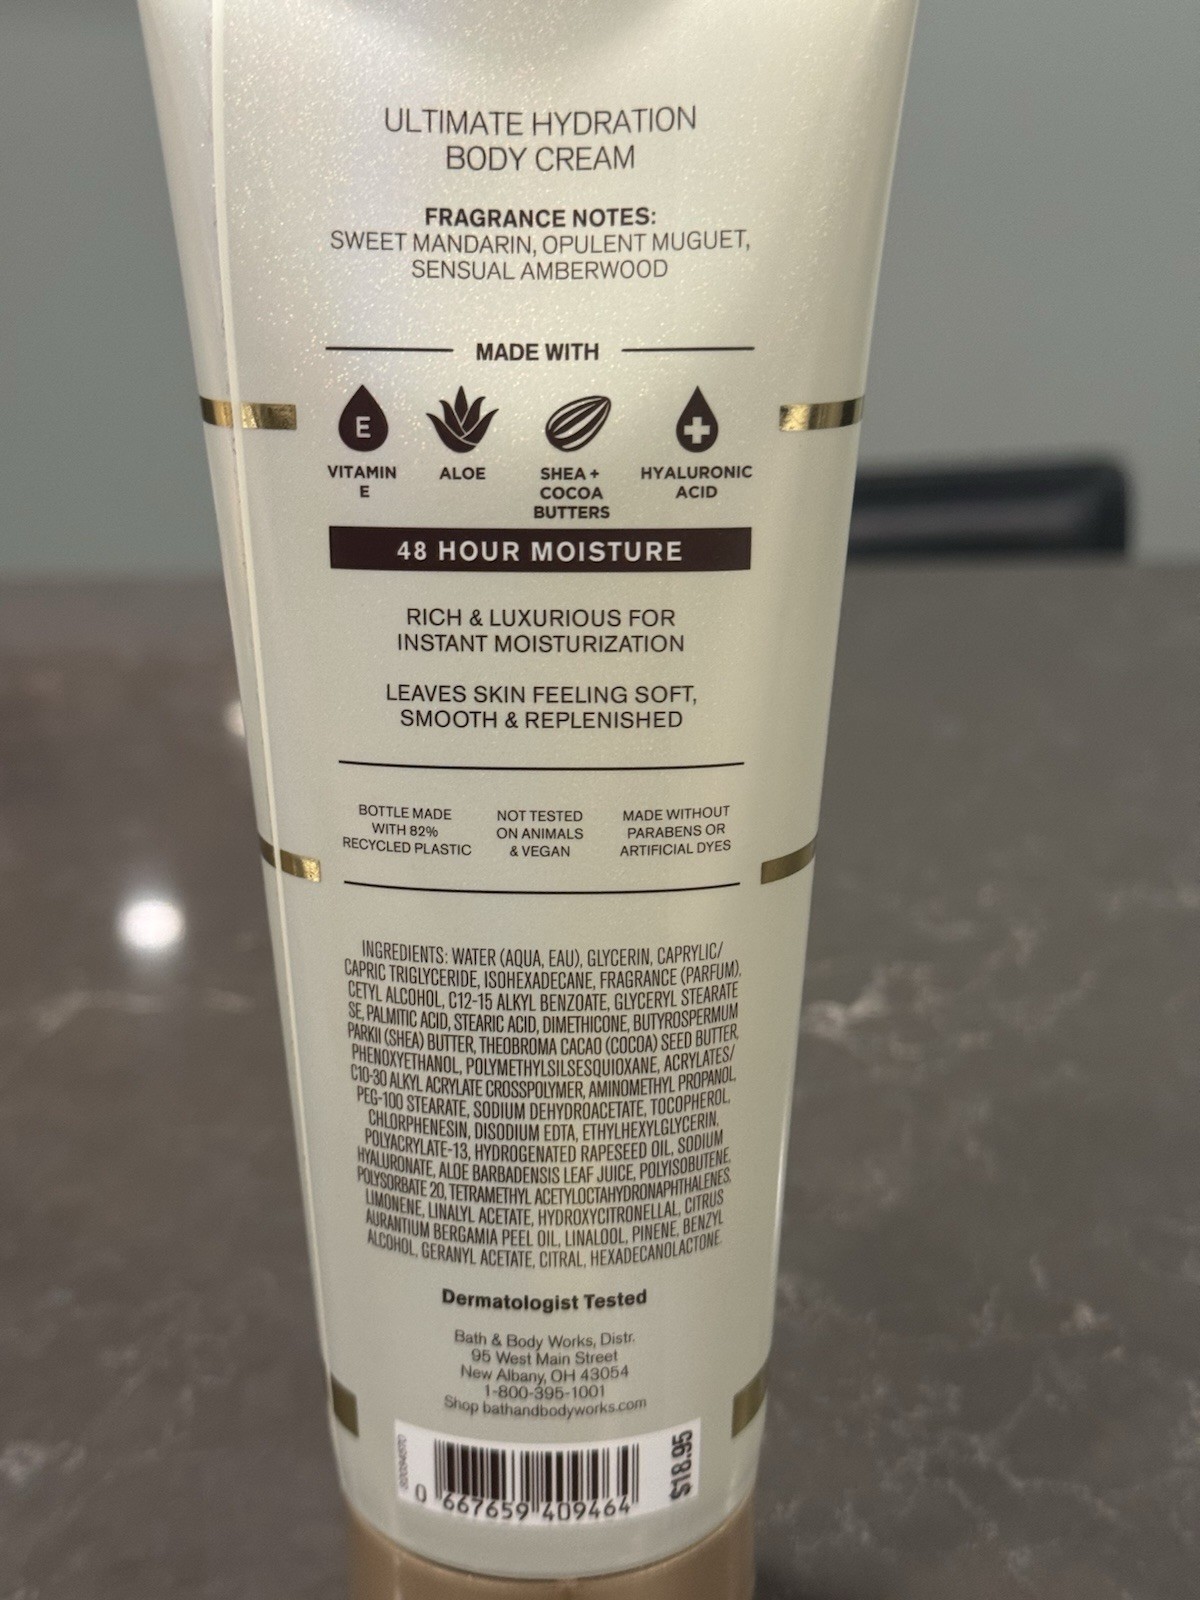 ULTIMATE HYDRATION
BODY CREAM
FRAGRANCE NOTES:
SWEET MANDARIN, OPULENT MUGUET,
SENSUAL AMBERWOOD
MADE WITH
E
VITAMIN
E
ALOE
SHEA +
COCOA
BUTTERS
HYALURONIC
ACID
48 HOUR MOISTURE
RICH & LUXURIOUS FOR
INSTANT MOISTURIZATION
LEAVES SKIN FEELING SOFT,
SMOOTH & REPLENISHED
BOTTLE MADE
WITH 82%
RECYCLED PLASTIC
NOT TESTED
ON ANIMALS
& VEGAN
MADE WITHOUT
PARABENS OR
ARTIFICIAL DYES
INGREDIENTS: WATER (AQUA, EAU), GLYCERIN, CAPRYLIC/
CAPRIC TRIGLYCERIDE, ISOHEXADECANE, FRAGRANCE (PARFUM),
CETYL ALCOHOL, C12-15 ALKYL BENZOATE, GLYCERYL STEARATE
SE, PALMITIC ACID, STEARIC ACID, DIMETHICONE, BUTYROSPERMUM
PARKII (SHEA) BUTTER, THEOBROMA CACAO (COCOA) SEED BUTTER,
PHENOXYETHANOL, POLYMETHYLSILSESQUIOXANE, ACRYLATES/
C10-30 ALKYL ACRYLATE CROSSPOLYMER, AMINOMETHYL PROPANOL,
PEG-100 STEARATE, SODIUM DEHYDROACETATE, TOCOPHEROL,
CHLORPHENESIN, DISODIUM EDTA, ETHYLHEXYLGLYCERIN,
POLYACRYLATE-13, HYDROGENATED RAPESEED OIL, SODIUM
HYALURONATE, ALOE BARBADENSIS LEAF JUICE, POLYISOBUTENE,
POLYSORBATE 20, TETRAMETHYL ACETYLOCTAHYDRONAPHTHALENES,
LIMONENE, LINALYL ACETATE, HYDROXYCITRONELLAL, CITRUS
AURANTIUM BERGAMIA PEEL OIL, LINALOOL, PINENE, BENZYL
ALCOHOL, GERANYL ACETATE, CITRAL, HEXADECANOLACTONE.
Dermatologist Tested
Bath & Body Works, Distr.
95 West Main Street
New Albany, OH 43054
1-800-395-1001
Shop bathandbodyworks.com
0 667659 409464
$18.95